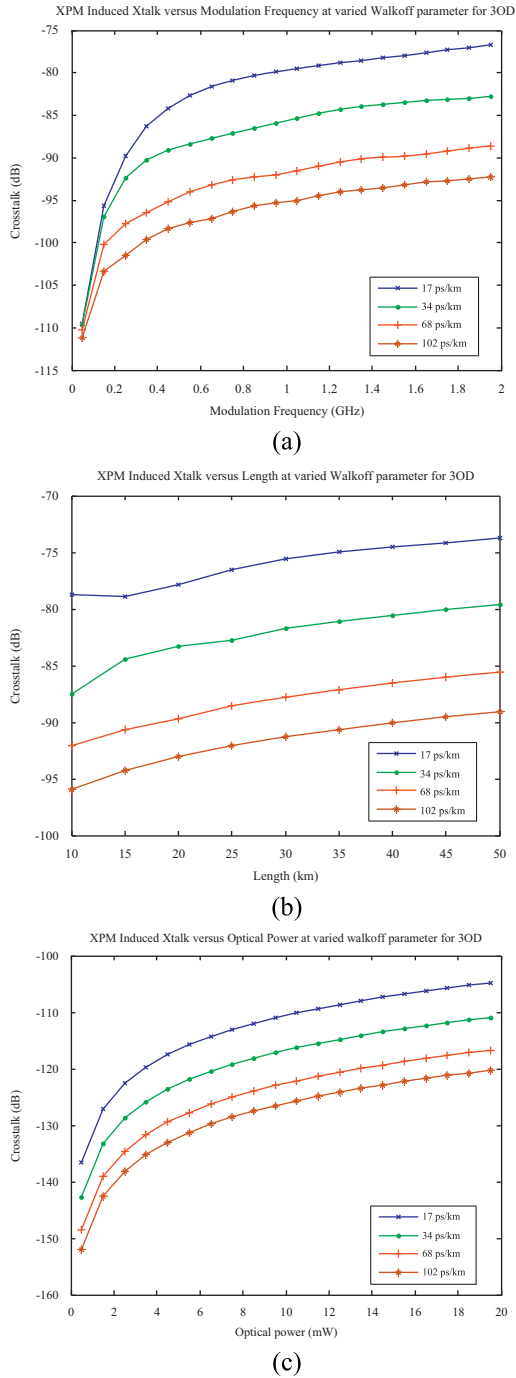 XPM Induced Xtalk versus Modulation Frequency at varied Walkoff parameter for 3OD
-75
-80
-85
-90
-95
-100
-105
-110
-115
Crosstalk (dB)
17 ps/km
34 ps/km
68 ps/km
102 ps/km
0 0.2 0.4 0.6 0.8 1 1.2 1.4 1.6 1.8 2
Modulation Frequency (GHz)
(a)
XPM Induced Xtalk versus Length at varied Walkoff parameter for 3OD
-70
-75
-80
-85
-90
-95
-100
Crosstalk (dB)
17 ps/km
34 ps/km
68 ps/km
102 ps/km
10 15 20 25 30 35 40 45 50
Length (km)
(b)
XPM Induced Xtalk versus Optical Power at varied walkoff parameter for 3OD
-100
-110
-120
-130
-140
-150
-160
Crosstalk (dB)
17 ps/km
34 ps/km
68 ps/km
102 ps/km
0 2 4 6 8 10 12 14 16 18 20
Optical power (mW)
(c)